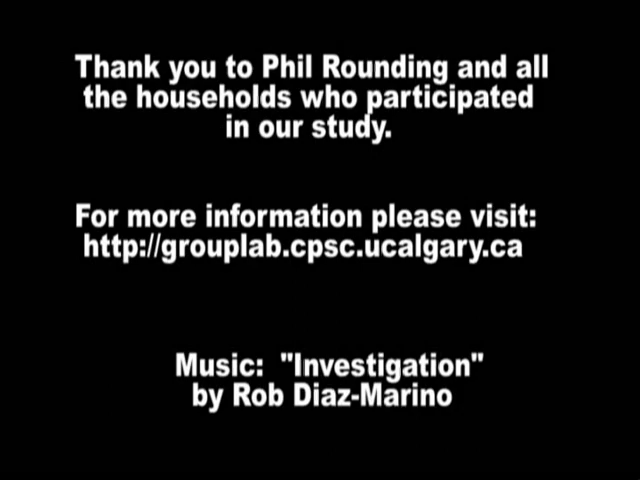 Thank you to Phil Rounding and all
the households who participated
in our study.
For more information please visit:
http://grouplab.cpsc.ucalgary.ca
Music:  "Investigation"
by Rob Diaz-Marino